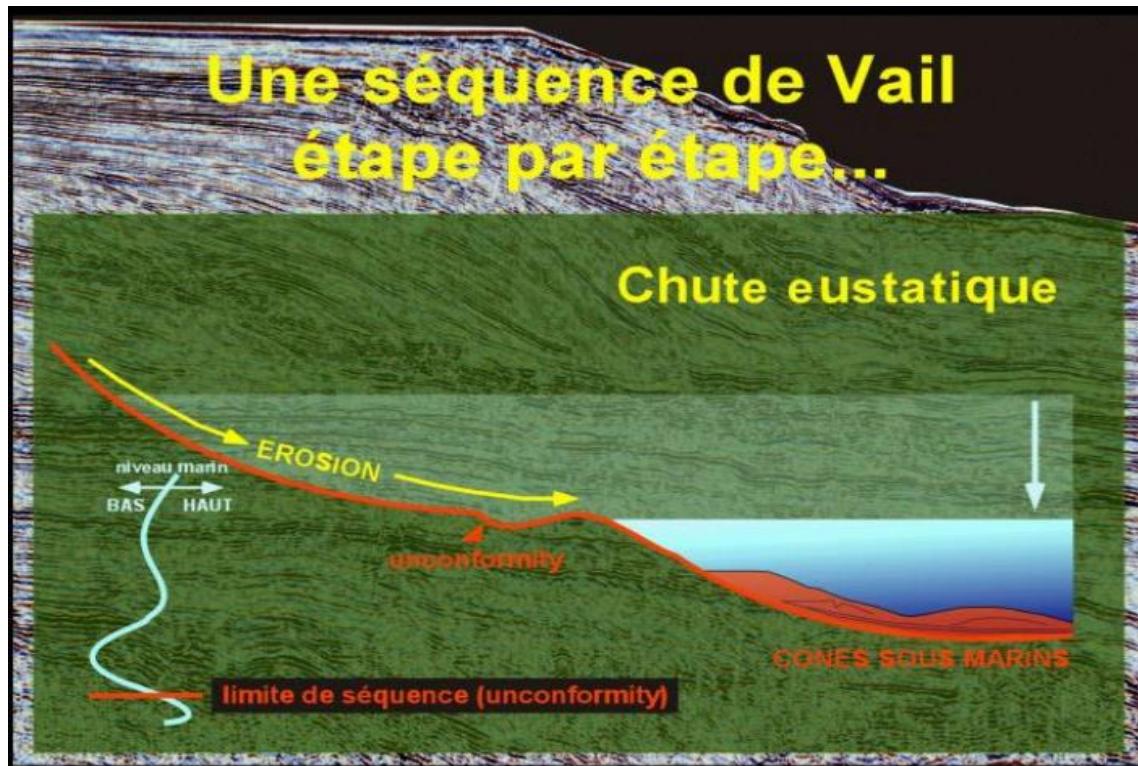 Une séquence de Vail
étape par étape...
Chute eustatique
EROSION
niveau marin
BAS HAUT
unconformity
CONES SOUS MARINS
limite de séquence (unconformity)